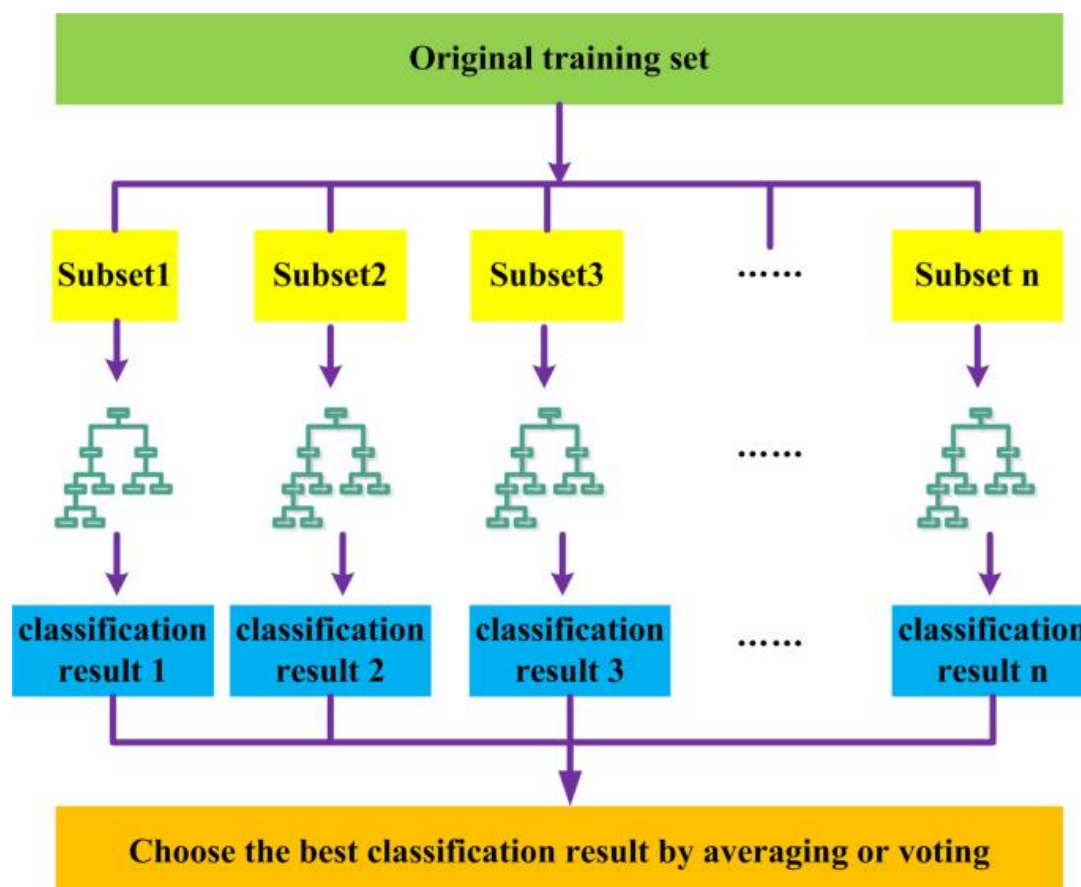 Original training set
Subset1
Subset2
Subset3
......
Subset n
......
classification
result 1
classification
result 2
classification
result 3
......
classification
result n
Choose the best classification result by averaging or voting